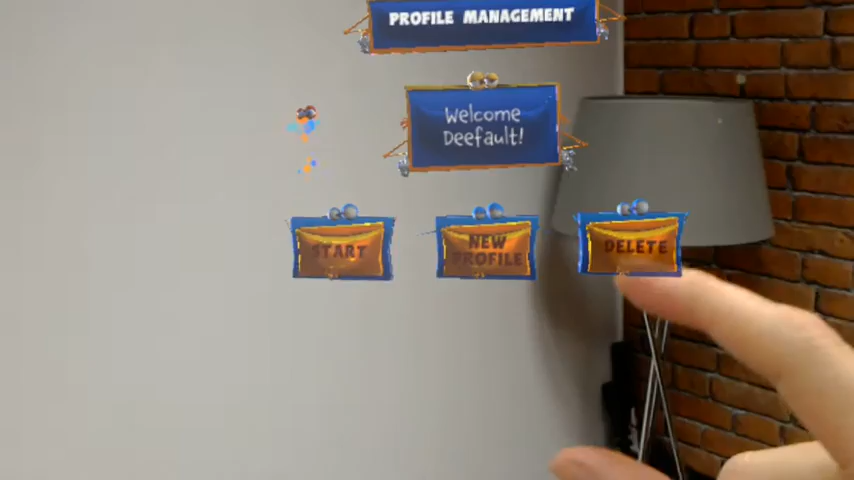 PROFILE MANAGEMENT
Welcome
Deefault!
START
NEW
PROFILE
DELETE